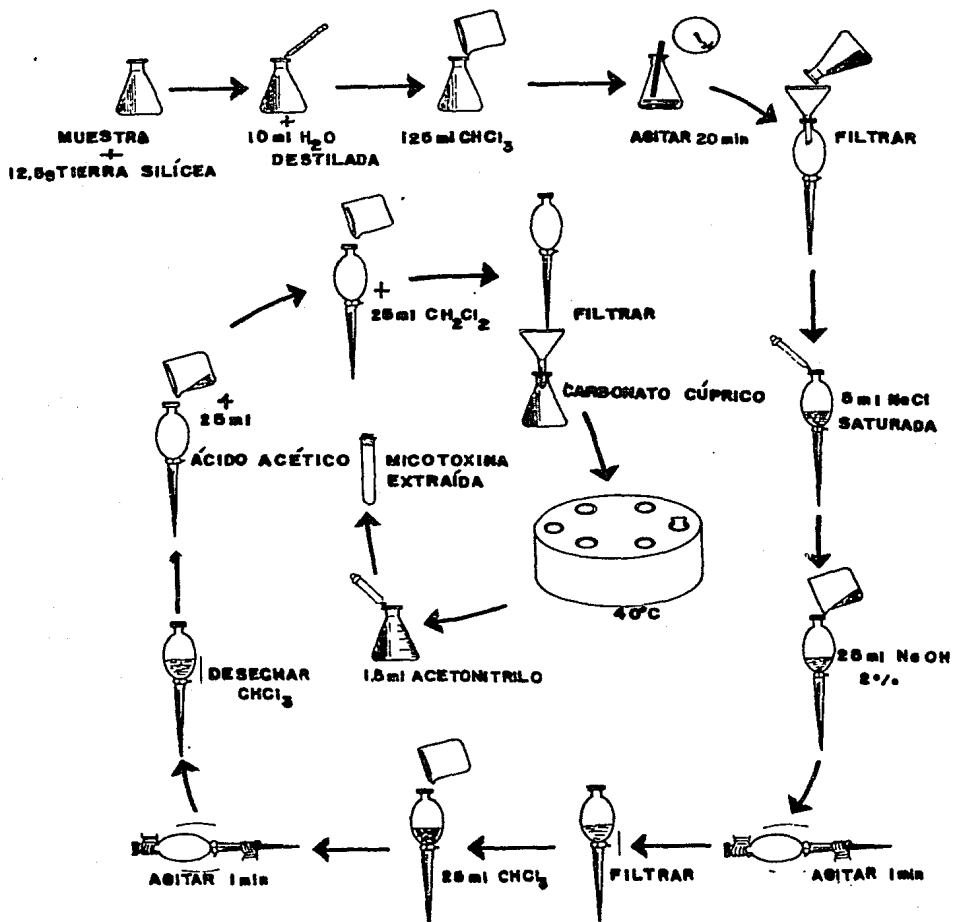 MUESTRA
+
12,5g TIERRA SILÍCEA
+
10 ml H₂O
DESTILADA
125 ml CHCl₃
AGITAR 20 min
FILTRAR
5 ml NaCl
SATURADA
25 ml NaOH
2%
AGITAR 1 min
FILTRAR
25 ml CHCl₃
AGITAR 1 min
DESECHAR
CHCl₃
+
25 ml
ÁCIDO ACÉTICO
+
25 ml CH₂Cl₂
FILTRAR
CARBONATO CÚPRICO
40°C
1,5 ml ACETONITRILO
MICOTOXINA
EXTRAÍDA